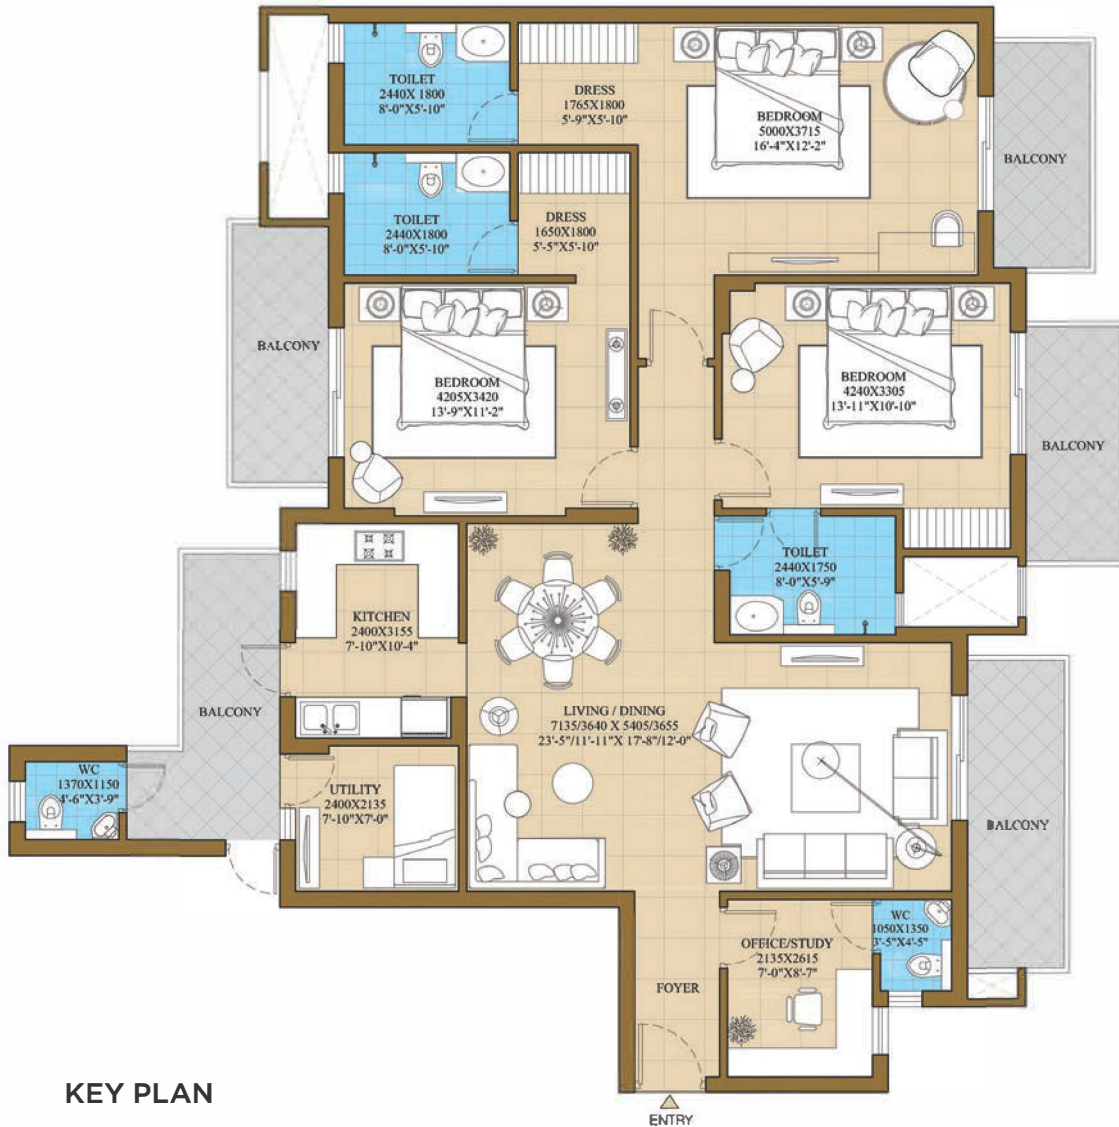 TOILET
2440X 1800
8'-0"X5'-10"
DRESS
1765X1800
5'-9"X5'-10"
BEDROOM
5000X3715
16'-4"X12'-2"
BALCONY
TOILET
2440X1800
8'-0"X5'-10"
DRESS
1650X1800
5'-5"X5'-10"
BALCONY
BEDROOM
4205X3420
13'-9"X11'-2"
BEDROOM
4240X3305
13'-11"X10'-10"
BALCONY
TOILET
2440X1750
8'-0"X5'-9"
KITCHEN
2400X3155
7'-10"X10'-4"
BALCONY
LIVING / DINING
7135/3640 X 5405/3655
23'-5"/11'-11"X 17'-8"/12'-0"
WC
1370X1150
4'-6"X3'-9"
UTILITY
2400X2135
7'-10"X7'-0"
BALCONY
OFFICE/STUDY
2135X2615
7'-0"X8'-7"
WC
1050X1350
3'-5"X4'-5"
FOYER
KEY PLAN
ENTRY